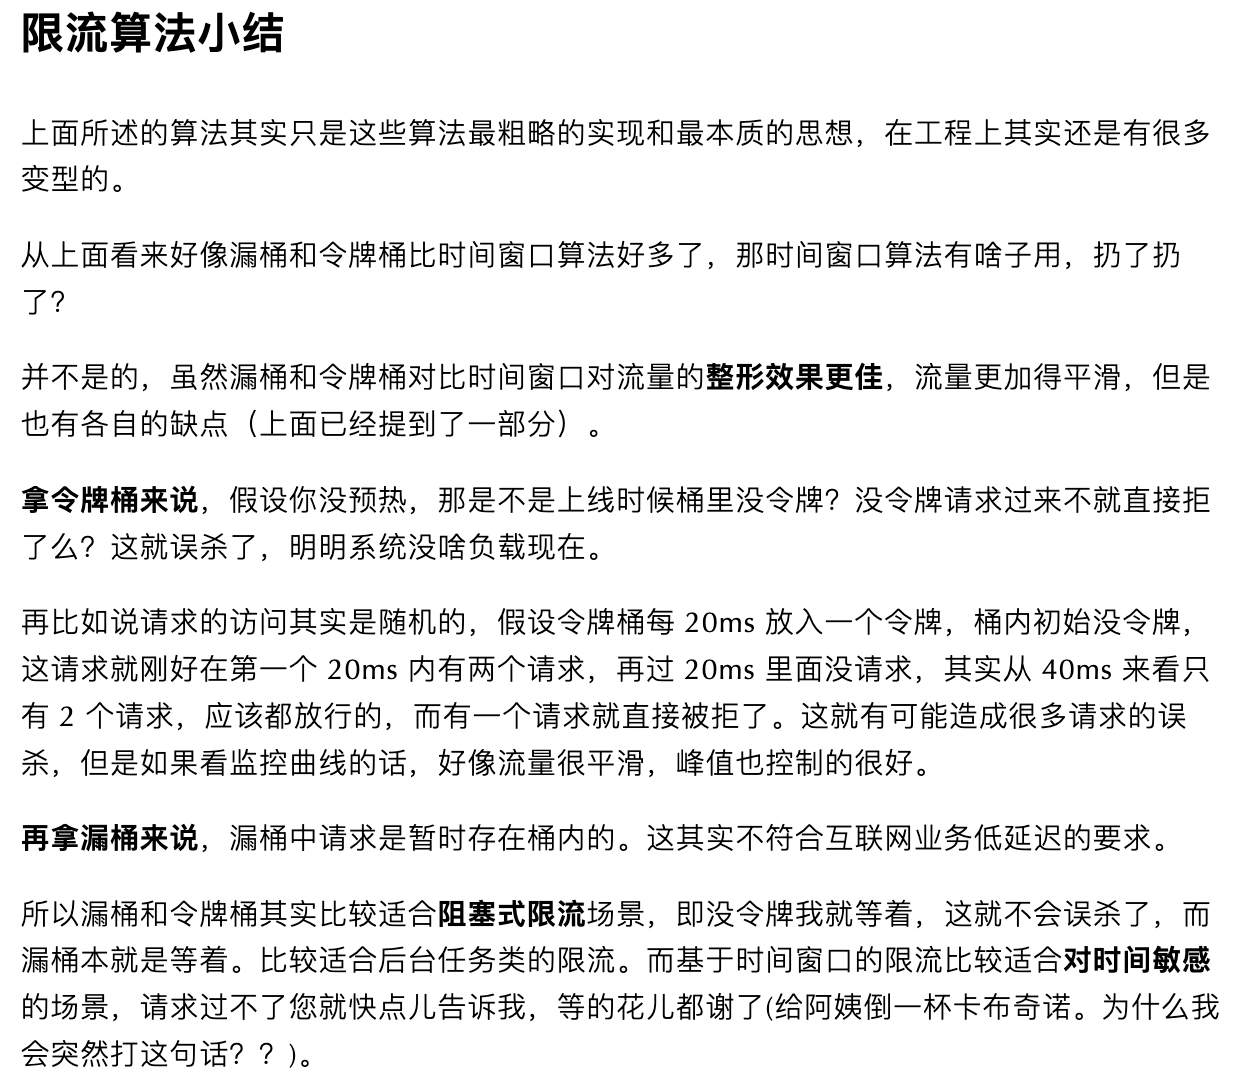 限流算法小结
上面所述的算法其实只是这些算法最粗略的实现和最本质的思想，在工程上其实还是有很多
变型的。
从上面看来好像漏桶和令牌桶比时间窗口算法好多了，那时间窗口算法有啥子用，扔了扔
了？
并不是的，虽然漏桶和令牌桶对比时间窗口对流量的整形效果更佳，流量更加得平滑，但是
也有各自的缺点（上面已经提到了一部分）。
拿令牌桶来说，假设你没预热，那是不是上线时候桶里没令牌？没令牌请求过来不就直接拒
了么？这就误杀了，明明系统没啥负载现在。
再比如说请求的访问其实是随机的，假设令牌桶每 20ms 放入一个令牌，桶内初始没令牌，
这请求就刚好在第一个 20ms 内有两个请求，再过 20ms 里面没请求，其实从 40ms 来看只
有 2 个请求，应该都放行的，而有一个请求就直接被拒了。这就有可能造成很多请求的误
杀，但是如果看监控曲线的话，好像流量很平滑，峰值也控制的很好。
再拿漏桶来说，漏桶中请求是暂时存在桶内的。这其实不符合互联网业务低延迟的要求。
所以漏桶和令牌桶其实比较适合阻塞式限流场景，即没令牌我就等着，这就不会误杀了，而
漏桶本就是等着。比较适合后台任务类的限流。而基于时间窗口的限流比较适合对时间敏感
的场景，请求过不了您就快点儿告诉我，等的花儿都谢了(给阿姨倒一杯卡布奇诺。为什么我
会突然打这句话？？)。